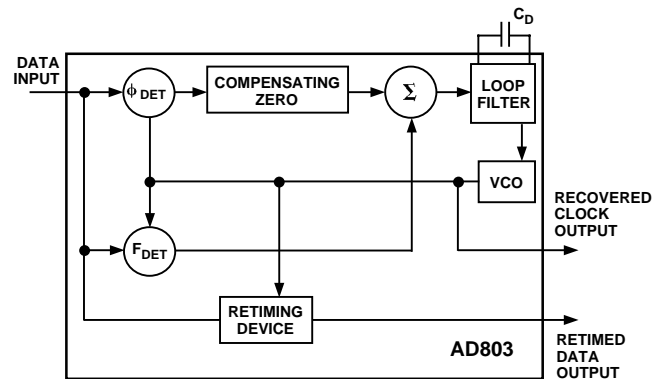 C_D
DATA
INPUT
ϕ_DET
COMPENSATING
ZERO
Σ
LOOP
FILTER
VCO
RECOVERED
CLOCK
OUTPUT
F_DET
RETIMING
DEVICE
AD803
RETIMED
DATA
OUTPUT